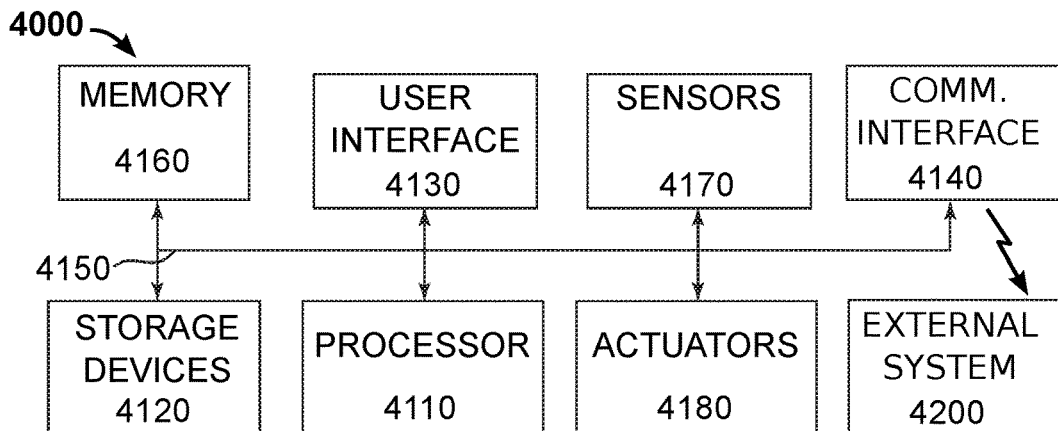 4000
MEMORY
4160
USER
INTERFACE
4130
SENSORS
4170
COMM.
INTERFACE
4140
4150
STORAGE
DEVICES
4120
PROCESSOR
4110
ACTUATORS
4180
EXTERNAL
SYSTEM
4200